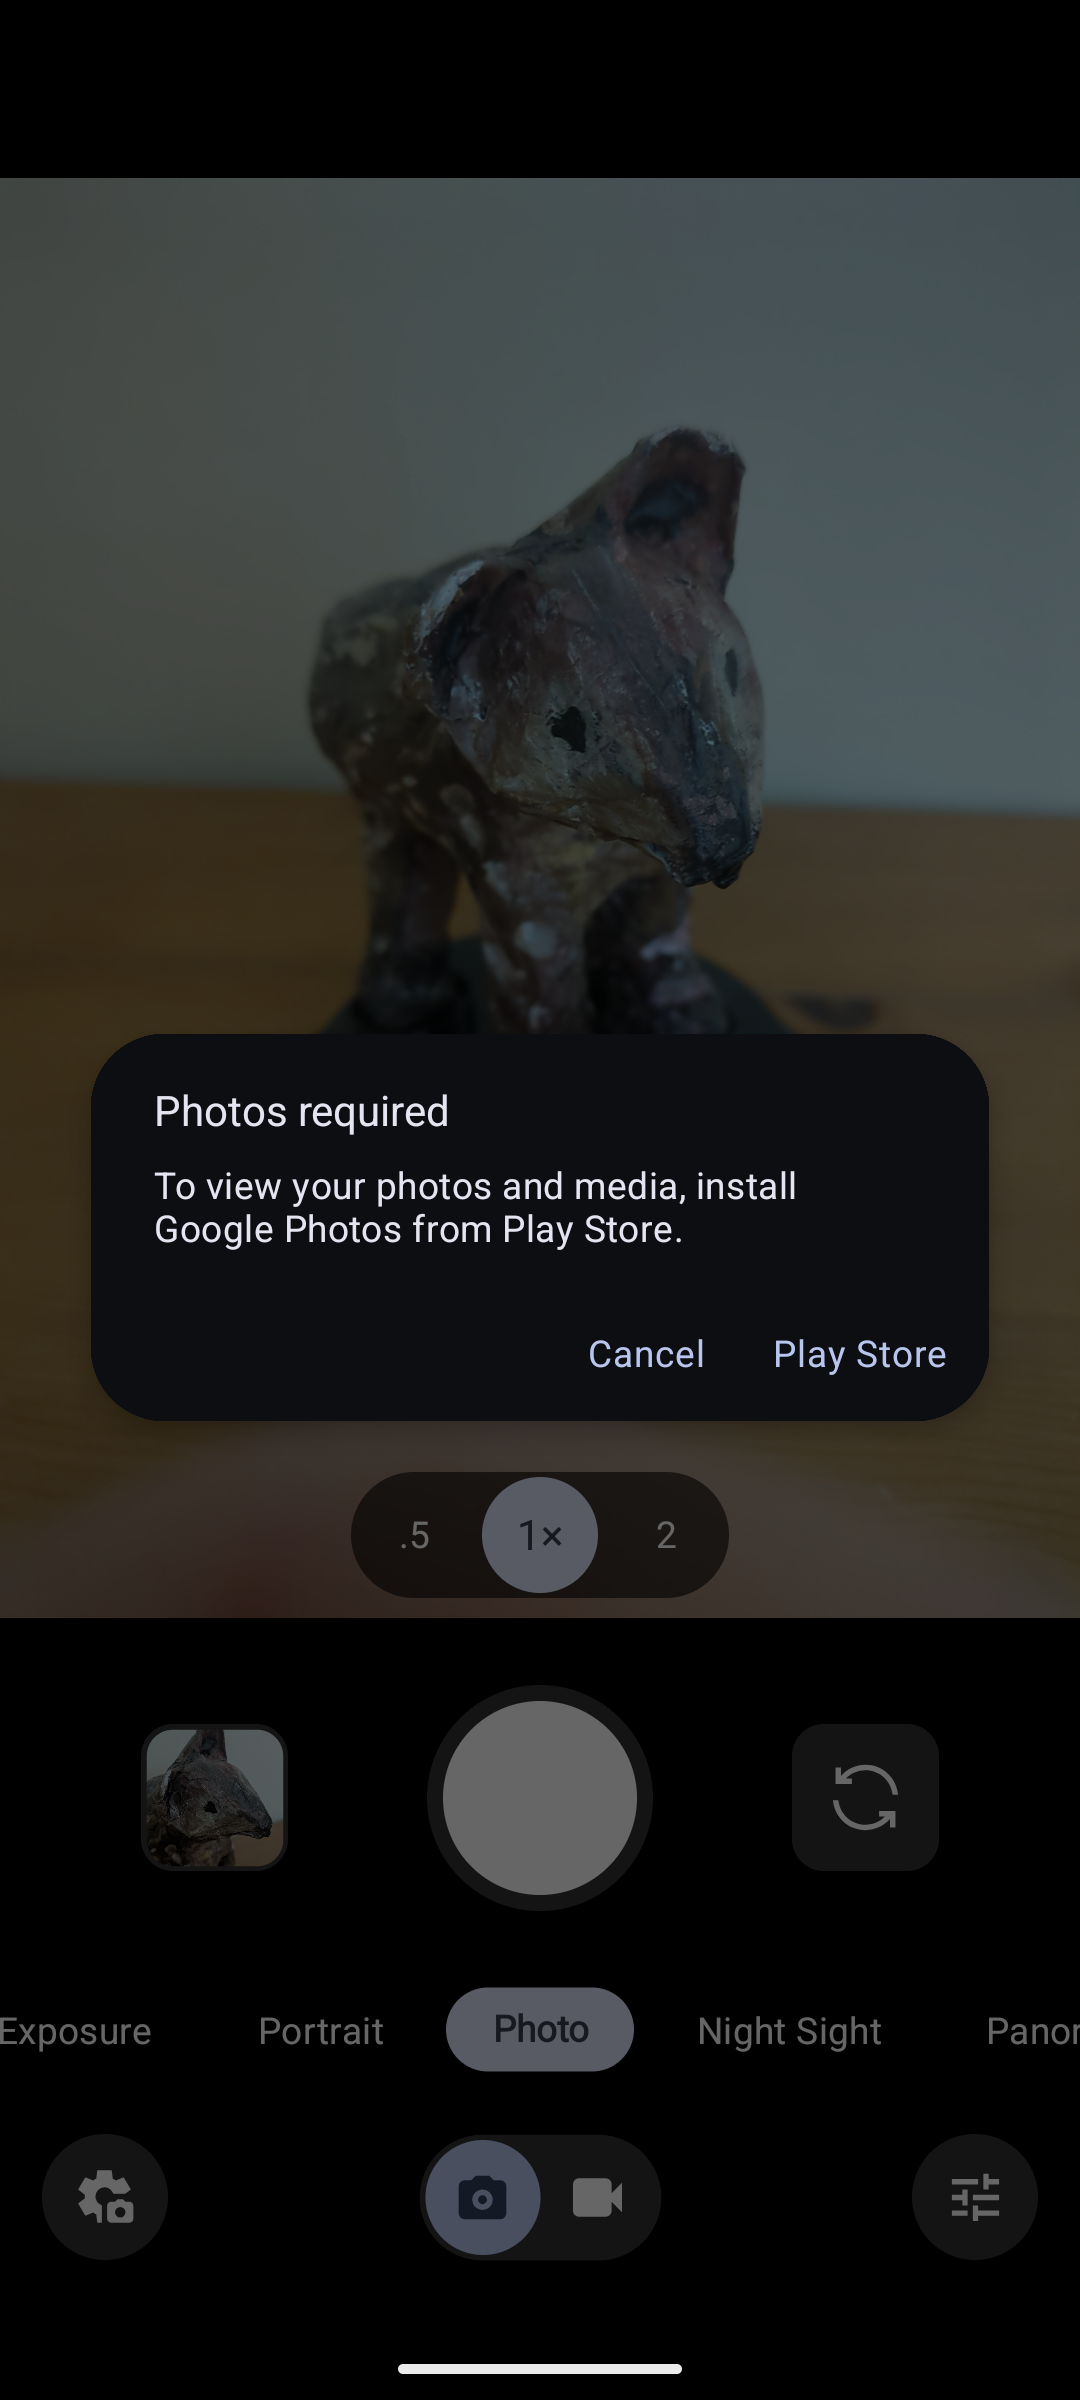 Photos required
To view your photos and media, install
Google Photos from Play Store.
Cancel Play Store
.5 1× 2
Exposure Portrait Photo Night Sight Panor